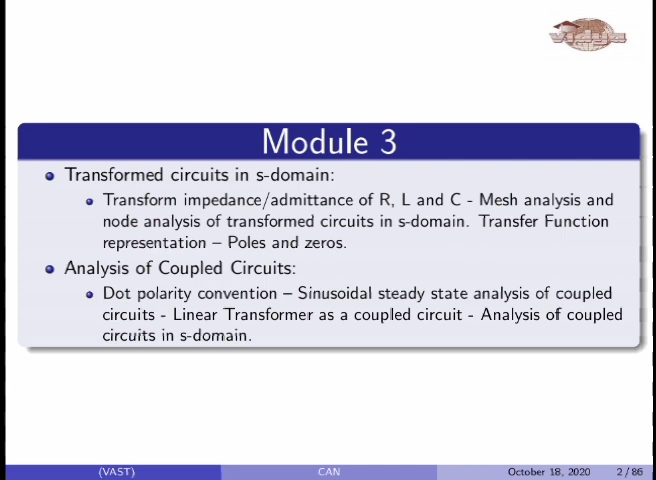 vidya
Module 3
Transformed circuits in s-domain:
Transform impedance/admittance of R, L and C - Mesh analysis and
node analysis of transformed circuits in s-domain. Transfer Function
representation – Poles and zeros.
Analysis of Coupled Circuits:
Dot polarity convention – Sinusoidal steady state analysis of coupled
circuits - Linear Transformer as a coupled circuit - Analysis of coupled
circuits in s-domain.
(VAST) CAN October 18, 2020 2 / 86